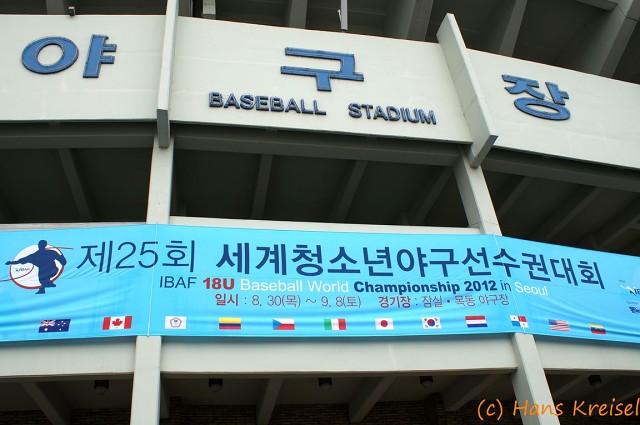 야 구 장
BASEBALL STADIUM
제25회 세계청소년야구선수권대회
IBAF 18U Baseball World Championship 2012 in Seoul
일시 : 8. 30(목) ~ 9. 8(토) 경기장 : 잠실 · 목동 야구장
(c) Hans Kreisel